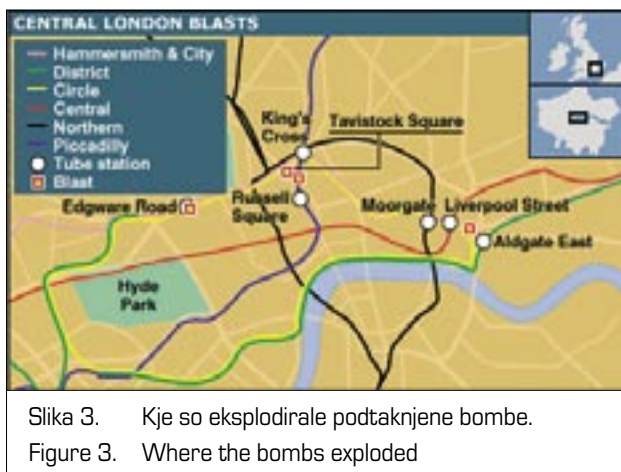 CENTRAL LONDON BLASTS
Hammersmith & City
District
Circle
Central
Northern
Piccadilly
Tube station
Blast
King's
Cross
Tavistock Square
Edgware Road
Russell
Square
Moorgate
Liverpool Street
Aldgate East
Hyde
Park
Slika 3. Kje so eksplodirale podtaknjene bombe.
Figure 3. Where the bombs exploded